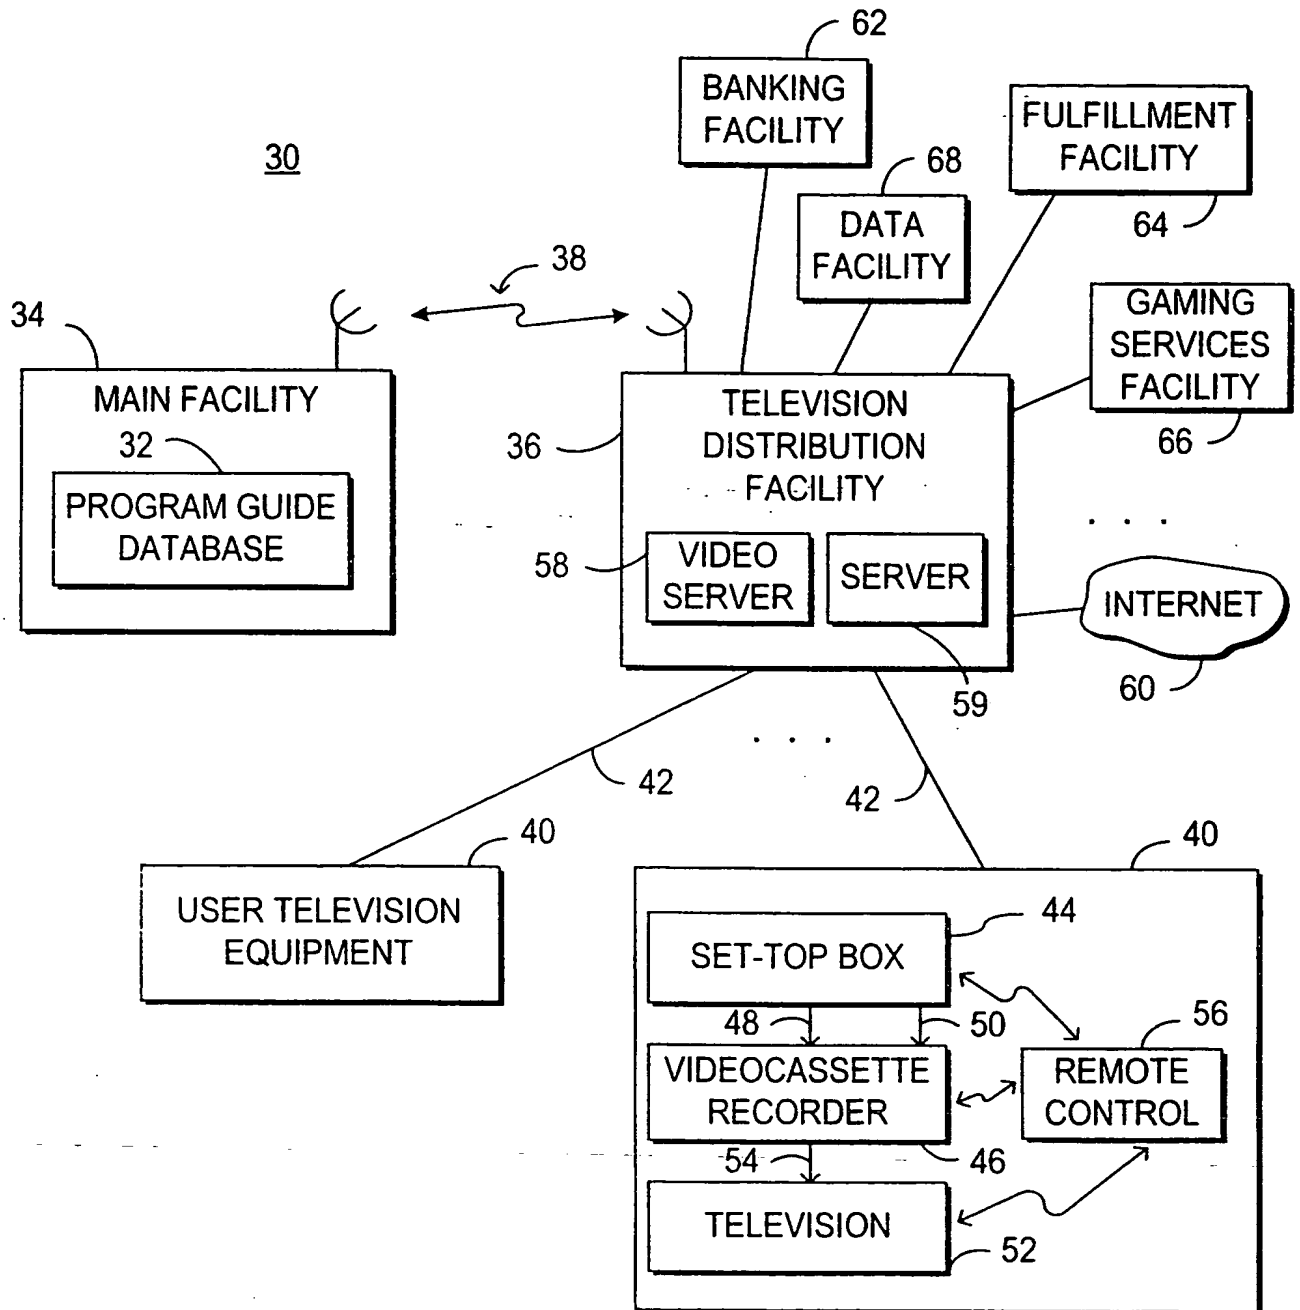 62
BANKING
FACILITY
FULFILLMENT
FACILITY
30
68
64
DATA
FACILITY
38
34
GAMING
SERVICES
FACILITY
66
MAIN FACILITY
32
PROGRAM GUIDE
DATABASE
36
TELEVISION
DISTRIBUTION
FACILITY
. . .
58
VIDEO
SERVER
SERVER
59
INTERNET
60
. . .
42
42
40
USER TELEVISION
EQUIPMENT
40
44
SET-TOP BOX
48
50
56
VIDEOCASSETTE
RECORDER
REMOTE
CONTROL
54
46
TELEVISION
52